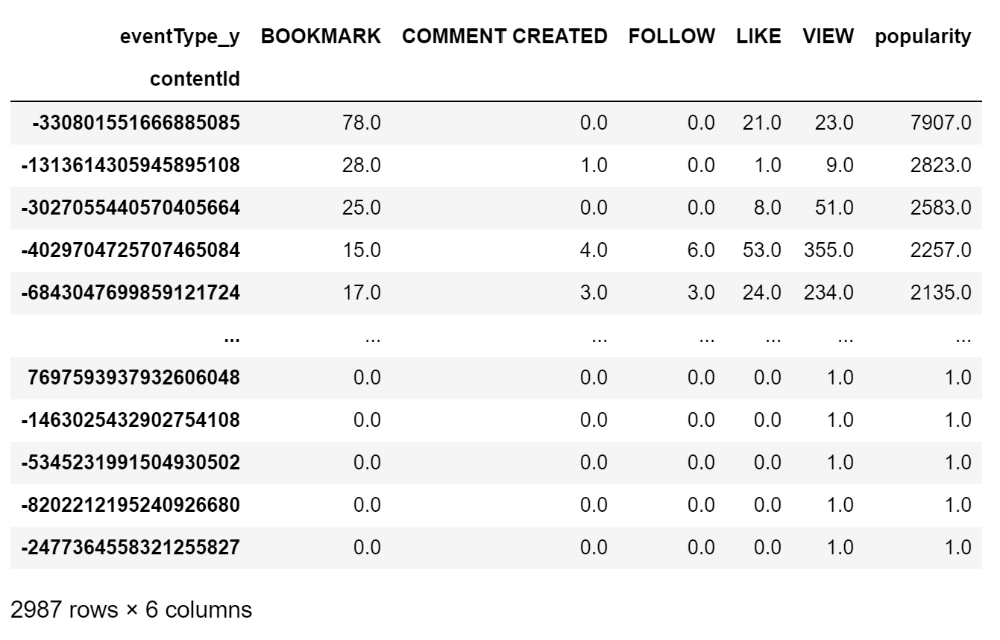 eventType_y BOOKMARK COMMENT CREATED FOLLOW LIKE VIEW popularity
contentId
-330801551666885085 78.0 0.0 0.0 21.0 23.0 7907.0
-1313614305945895108 28.0 1.0 0.0 1.0 9.0 2823.0
-3027055440570405664 25.0 0.0 0.0 8.0 51.0 2583.0
-4029704725707465084 15.0 4.0 6.0 53.0 355.0 2257.0
-6843047699859121724 17.0 3.0 3.0 24.0 234.0 2135.0
... ... ... ... ... ... ...
7697593937932606048 0.0 0.0 0.0 0.0 1.0 1.0
-1463025432902754108 0.0 0.0 0.0 0.0 1.0 1.0
-5345231991504930502 0.0 0.0 0.0 0.0 1.0 1.0
-8202212195240926680 0.0 0.0 0.0 0.0 1.0 1.0
-2477364558321255827 0.0 0.0 0.0 0.0 1.0 1.0
2987 rows × 6 columns